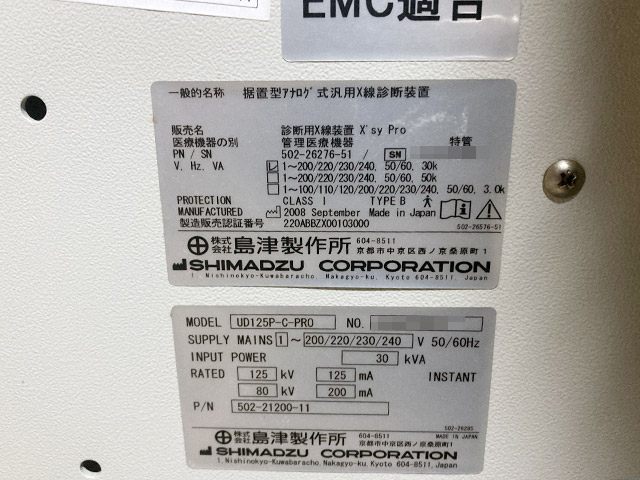 EMC適合
一般的名称 据置型アナログ式汎用X線診断装置
販売名 診断用X線装置 X'sy Pro
医療機器の別 管理医療機器 特管
PN / SN 502-26276-51 / SN
V. Hz. VA 1~200/220/230/240, 50/60, 30k
1~200/220/230/240, 50/60, 50k
1~100/110/120/200/220/230/240, 50/60, 3.0k
PROTECTION CLASS I TYPE B
MANUFACTURED 2008 September Made in Japan
製造販売認証番号 220ABBZX00103000
502-26576-51
株式会社 島津製作所 604-8511 京都市中京区西ノ京桑原町1
SHIMADZU CORPORATION
1, Nishinokyo-Kuwabaracho, Nakagyo-ku, Kyoto 604-8511, Japan
MODEL UD125P-C-PRO NO.
SUPPLY MAINS 1~200/220/230/240 V 50/60Hz
INPUT POWER 30 kVA
RATED 125 kV 125 mA INSTANT
80 kV 200 mA
P/N 502-21200-11
株式会社 島津製作所 604-8511 京都市中京区西ノ京桑原町1 MADE IN JAPAN
SHIMADZU CORPORATION
1, Nishinokyo-Kuwabaracho, Nakagyo-ku, Kyoto 604-8511, Japan